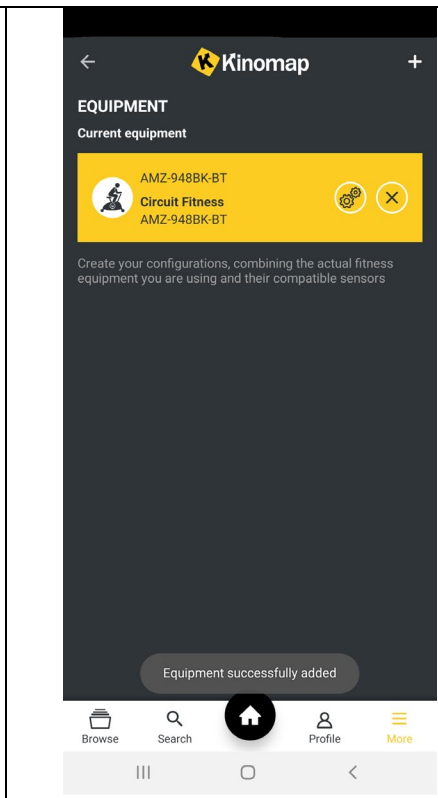 Kinomap
EQUIPMENT
Current equipment
AMZ-948BK-BT
Circuit Fitness
AMZ-948BK-BT
Create your configurations, combining the actual fitness
equipment you are using and their compatible sensors
Equipment successfully added
Browse
Search
Profile
More